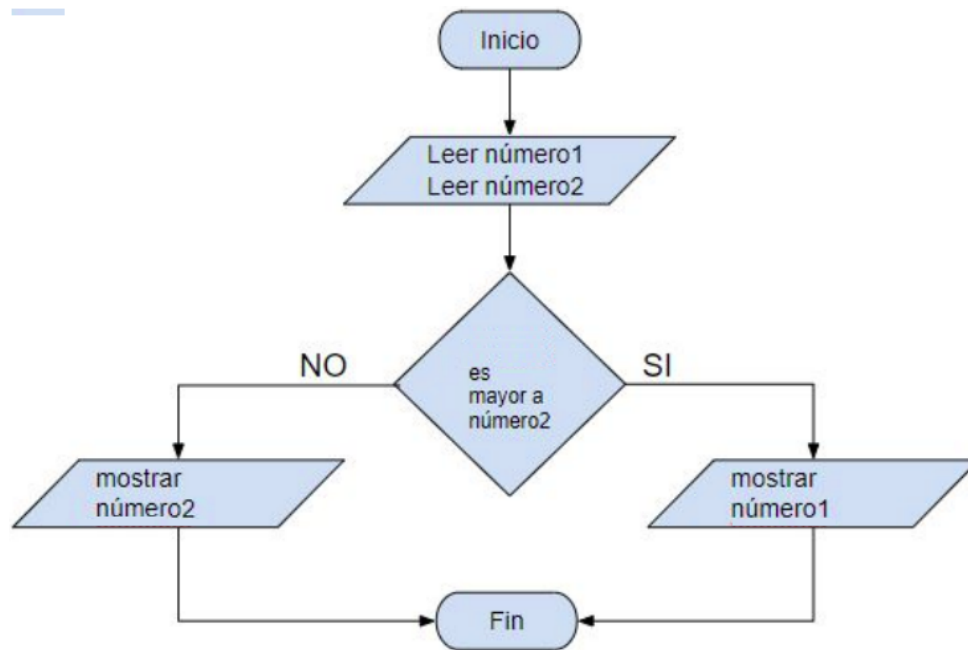 Inicio
Leer número1
Leer número2
NO
SI
es
mayor a
número2
mostrar
número2
mostrar
número1
Fin